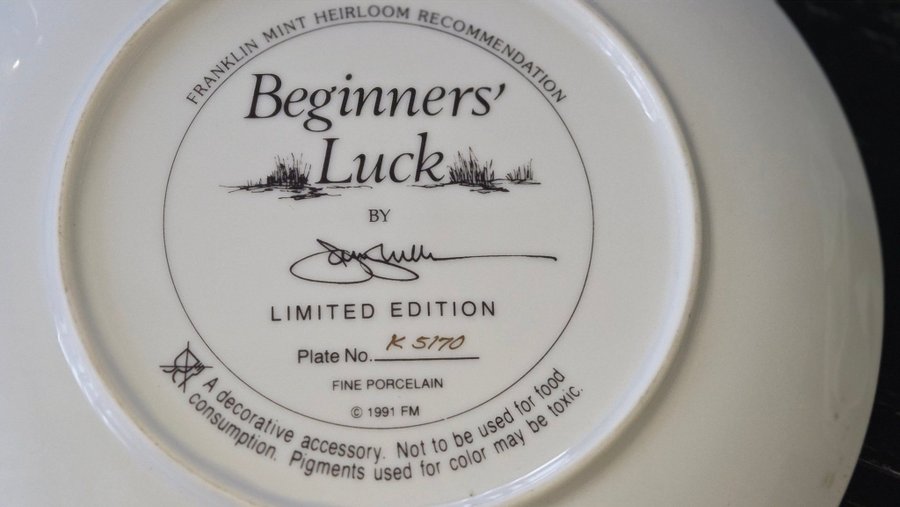 FRANKLIN MINT HEIRLOOM RECOMMENDATION
Beginners'
Luck
BY
LIMITED EDITION
Plate No. K 5170
FINE PORCELAIN
© 1991 FM
A decorative accessory. Not to be used for food
consumption. Pigments used for color may be toxic.